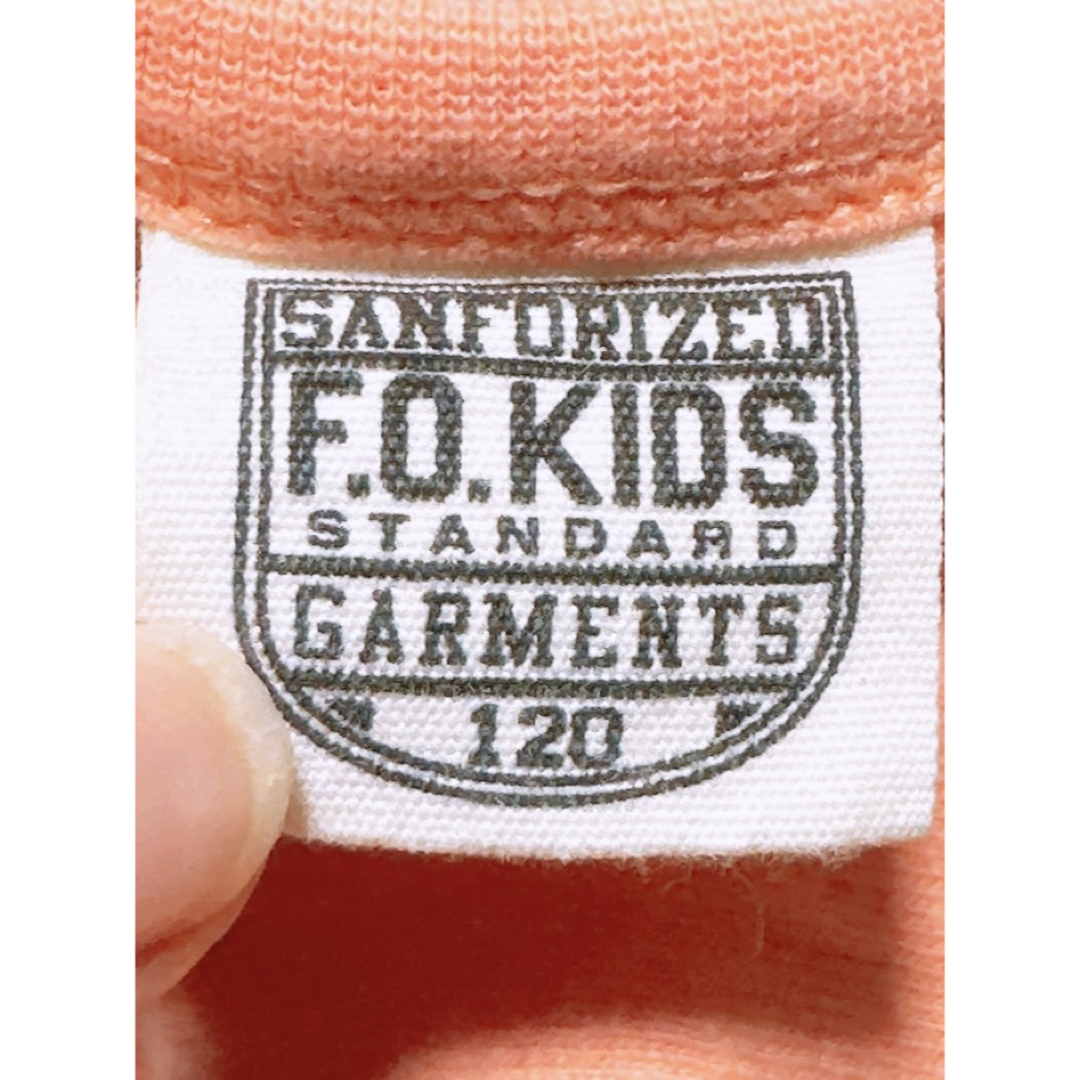 SANFORIZED
F.O.KIDS
STANDARD
GARMENTS
120